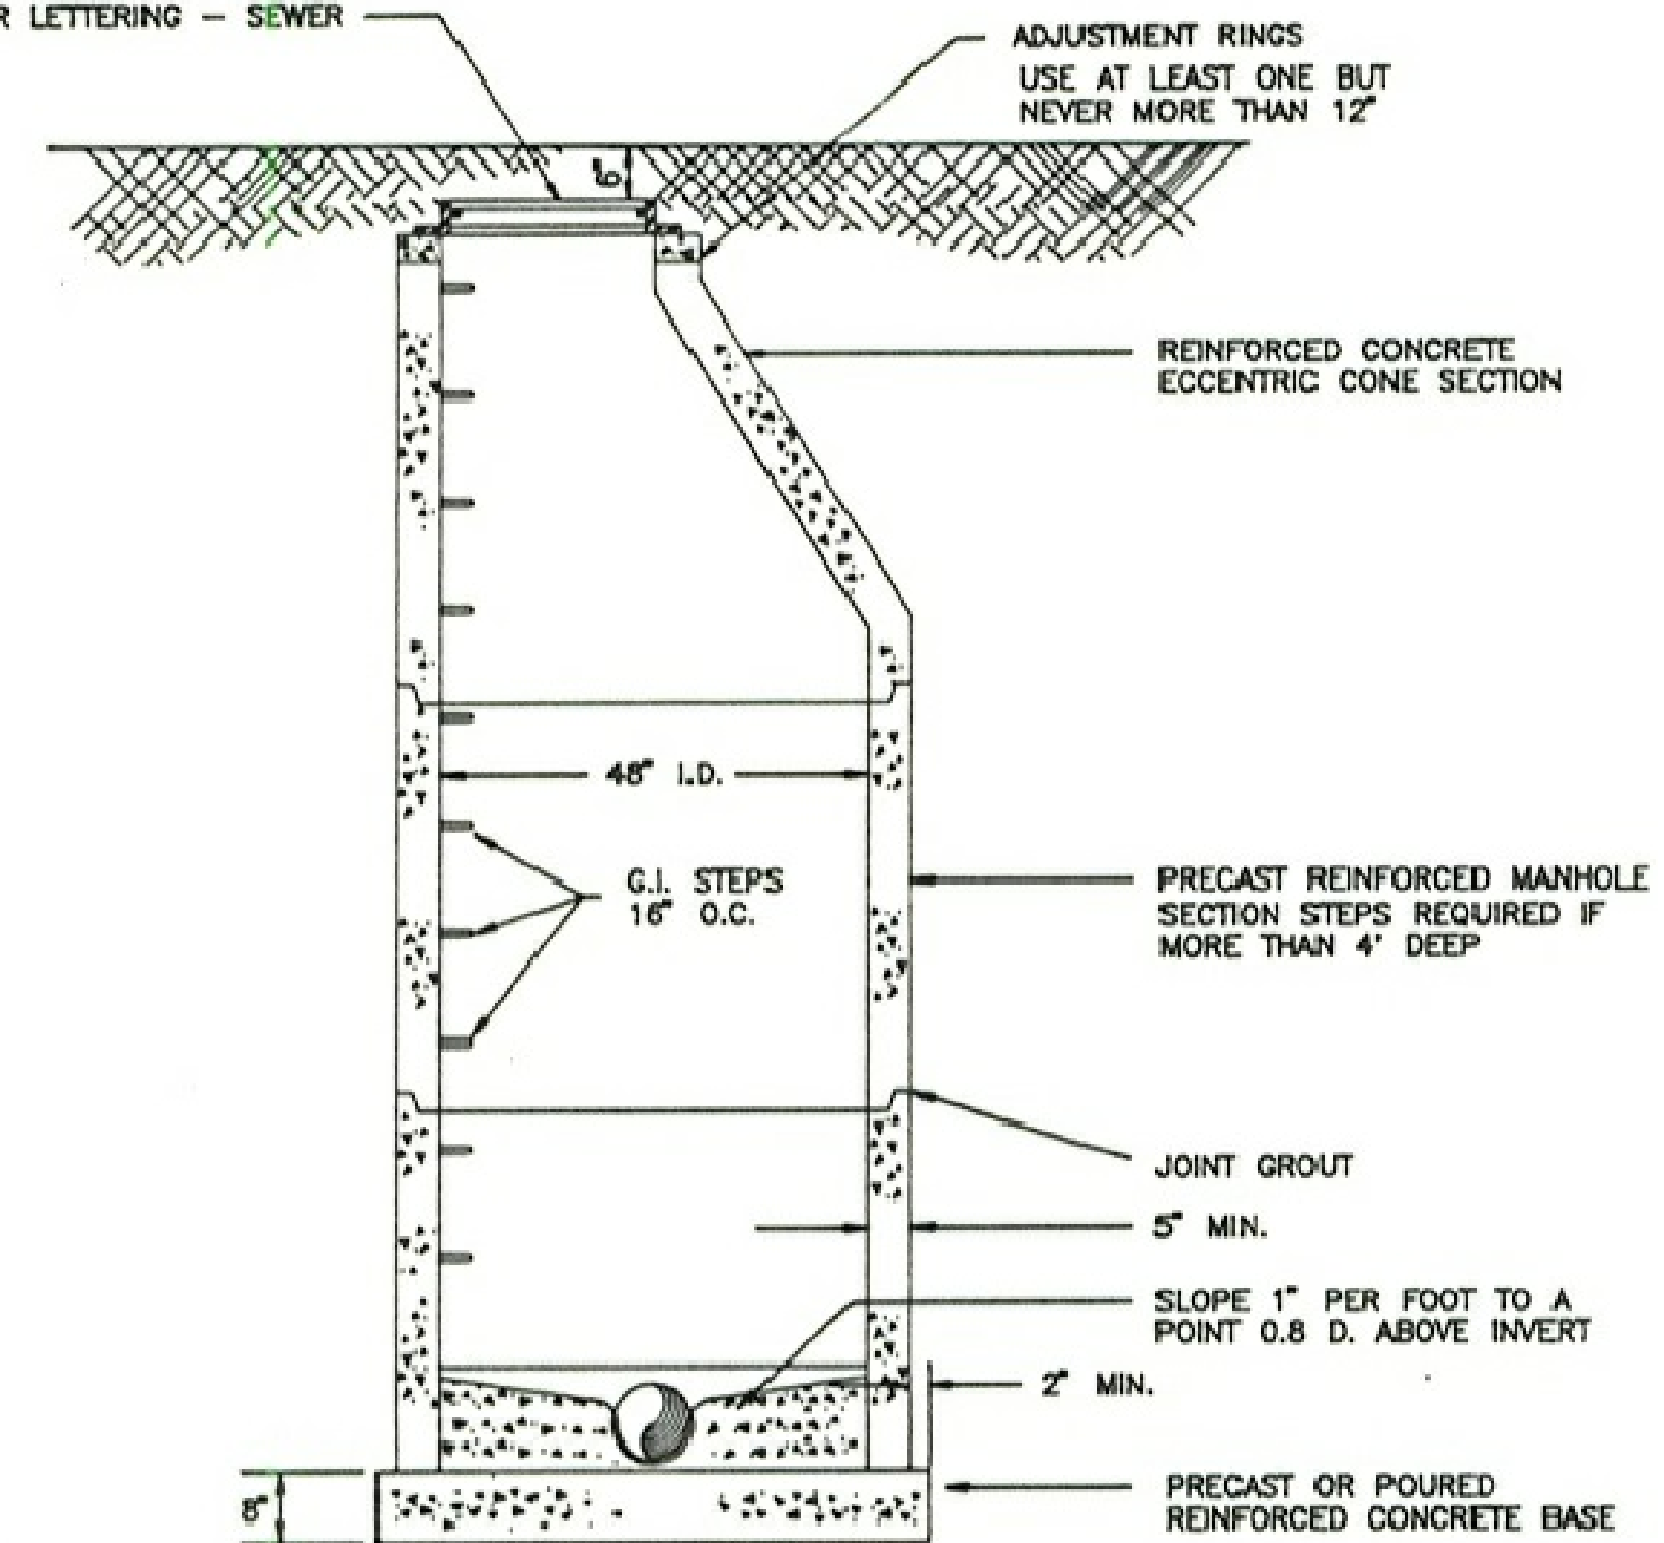 R LETTERING – SEWER
ADJUSTMENT RINGS
USE AT LEAST ONE BUT
NEVER MORE THAN 12"
6"
REINFORCED CONCRETE
ECCENTRIC CONE SECTION
48" I.D.
G.I. STEPS
16" O.C.
PRECAST REINFORCED MANHOLE
SECTION STEPS REQUIRED IF
MORE THAN 4' DEEP
JOINT GROUT
5" MIN.
SLOPE 1" PER FOOT TO A
POINT 0.8 D. ABOVE INVERT
2" MIN.
PRECAST OR POURED
REINFORCED CONCRETE BASE
8"